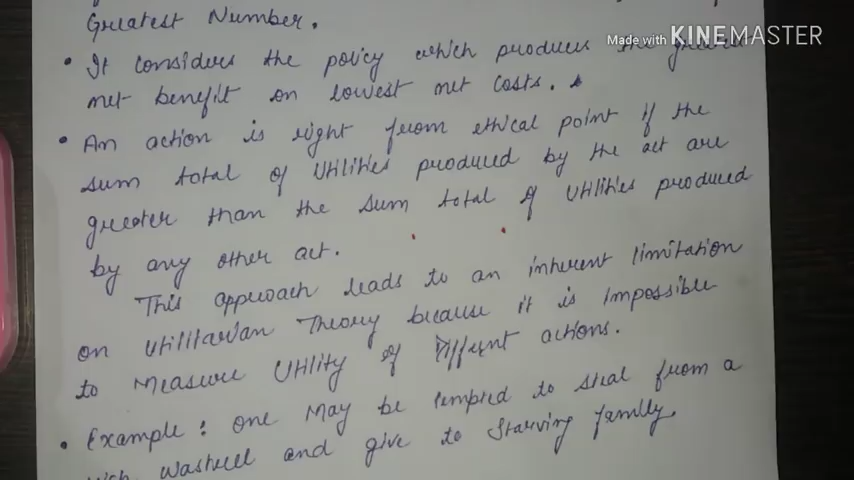 Greatest Number.
Made with KINEMASTER
• It considers the policy which produces the
met benefit on lowest met costs.
• An action is right from ethical point if the
sum total of utilities produced by the act are
greater than the sum total of utilities produced
by any other act.
This approach leads to an inherent limitation
on utilitarian Theory because it is impossible
to Measure Utility of Different actions.
• Example : One May be tempted to steal from a
and give to Starving family.